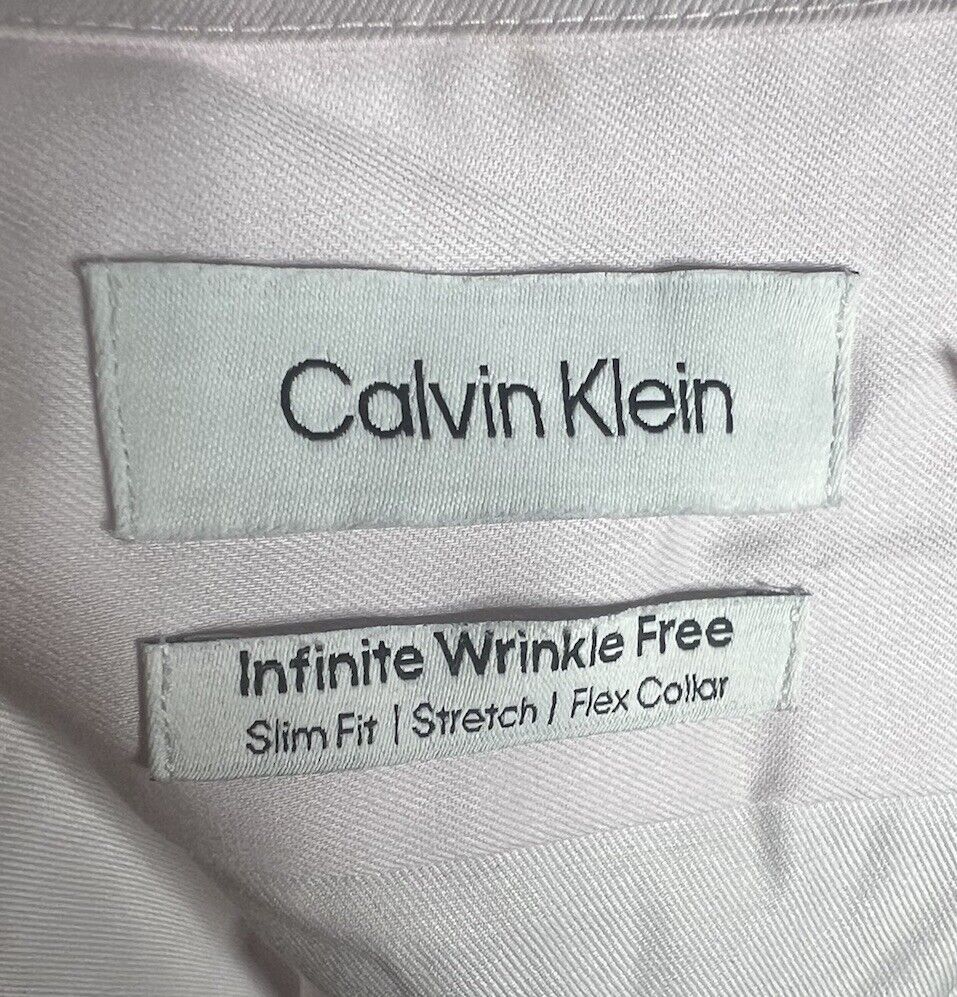 Calvin Klein
Infinite Wrinkle Free
Slim Fit | Stretch / Flex Collar